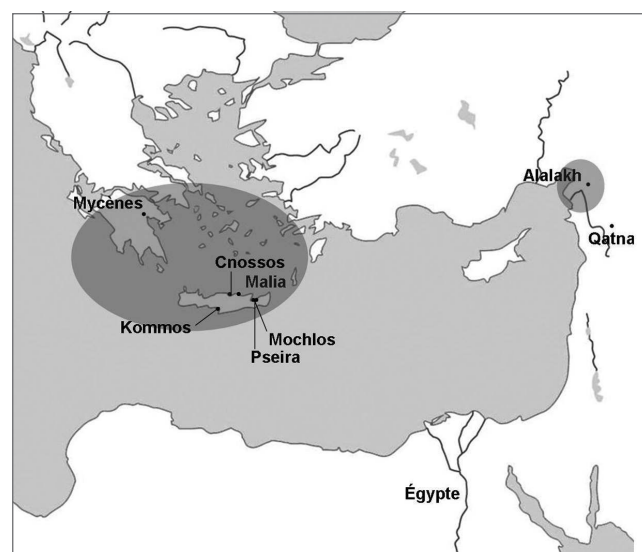 Alalakh
Mycènes
Qatna
Cnossos
Malia
Kommos
Mochlos
Pseira
Égypte